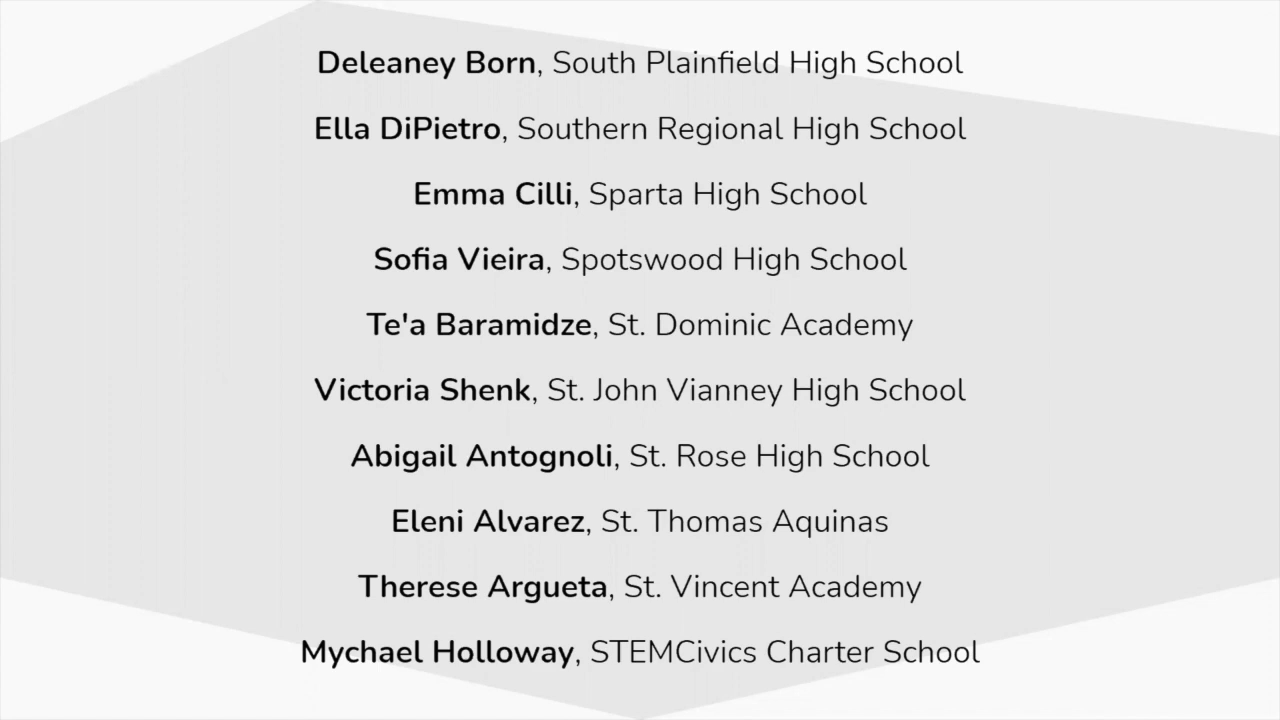 Deleaney Born, South Plainfield High School
Ella DiPietro, Southern Regional High School
Emma Cilli, Sparta High School
Sofia Vieira, Spotswood High School
Te'a Baramidze, St. Dominic Academy
Victoria Shenk, St. John Vianney High School
Abigail Antognoli, St. Rose High School
Eleni Alvarez, St. Thomas Aquinas
Therese Argueta, St. Vincent Academy
Mychael Holloway, STEMCivics Charter School